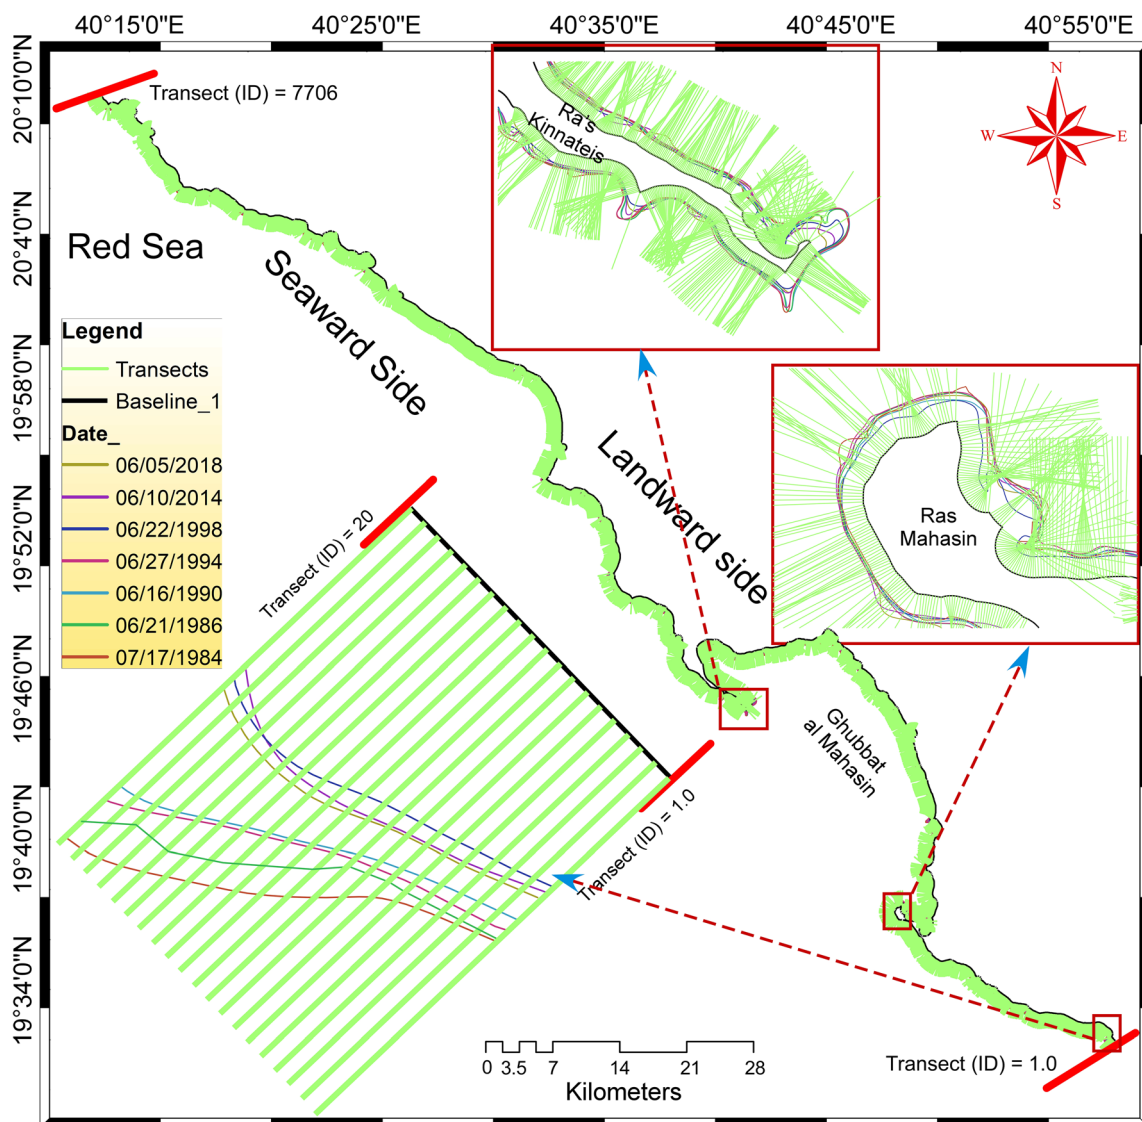 40°15'0"E
40°25'0"E
40°35'0"E
40°45'0"E
40°55'0"E
20°10'0"N
20°4'0"N
19°58'0"N
19°52'0"N
19°46'0"N
19°40'0"N
19°34'0"N
Transect (ID) = 7706
Ra's
Kinnateis
N
W
E
S
Red Sea
Seaward Side
Legend
Transects
Baseline_1
Date_
06/05/2018
06/10/2014
06/22/1998
06/27/1994
06/16/1990
06/21/1986
07/17/1984
Landward side
Ras
Mahasin
Transect (ID) = 20
Ghubbat
al Mahasin
Transect (ID) = 1.0
Transect (ID) = 1.0
0 3.5 7 14 21 28
Kilometers